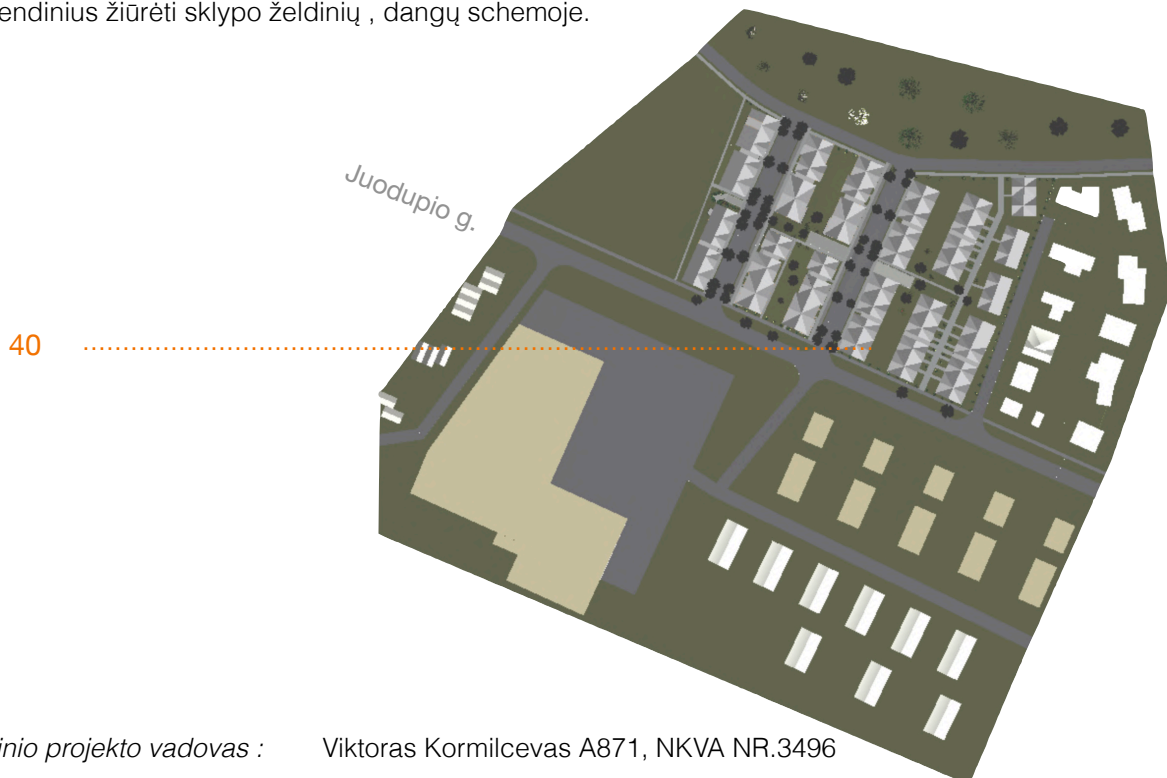 endinius žiūrėti sklypo želdinių , dangų schemoje.
Juodupio g.
40
inio projekto vadovas : Viktoras Kormilcevas A871, NKVA NR.3496